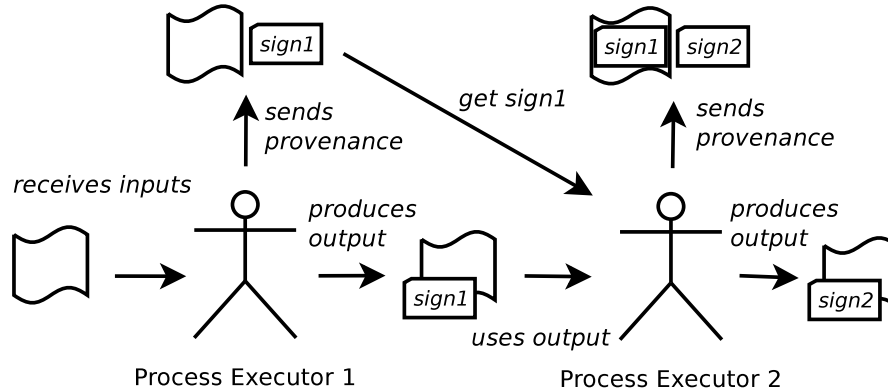 sign1
sign1
sign2
get sign1
sends
provenance
sends
provenance
receives inputs
produces
output
produces
output
sign1
sign2
uses output
Process Executor 1
Process Executor 2